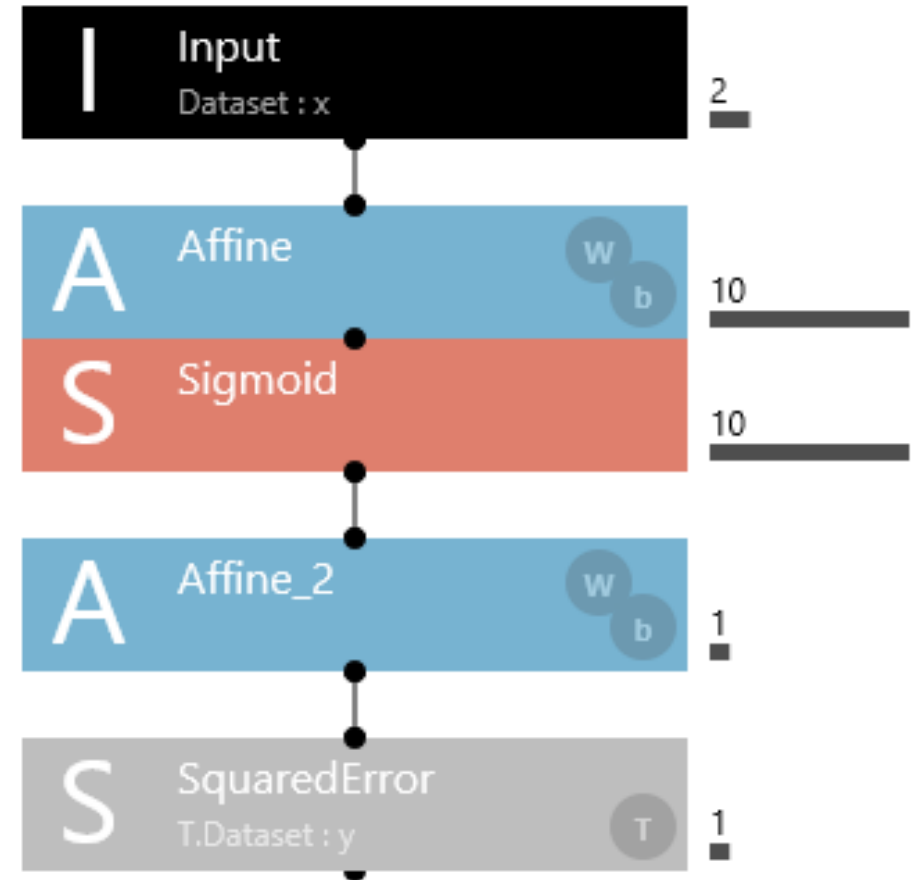 I
Input
Dataset : x
2
A
Affine
W
b
10
S
Sigmoid
10
A
Affine_2
W
b
1
S
SquaredError
T.Dataset : y
T
1